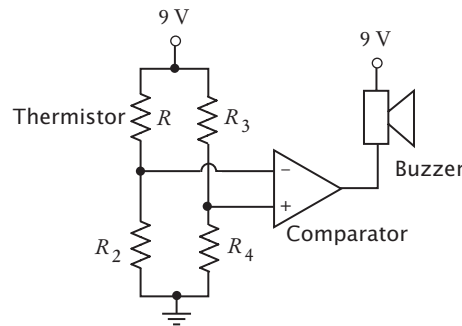 9 V
9 V
Thermistor R
R3
Buzzer
−
+
Comparator
R2
R4